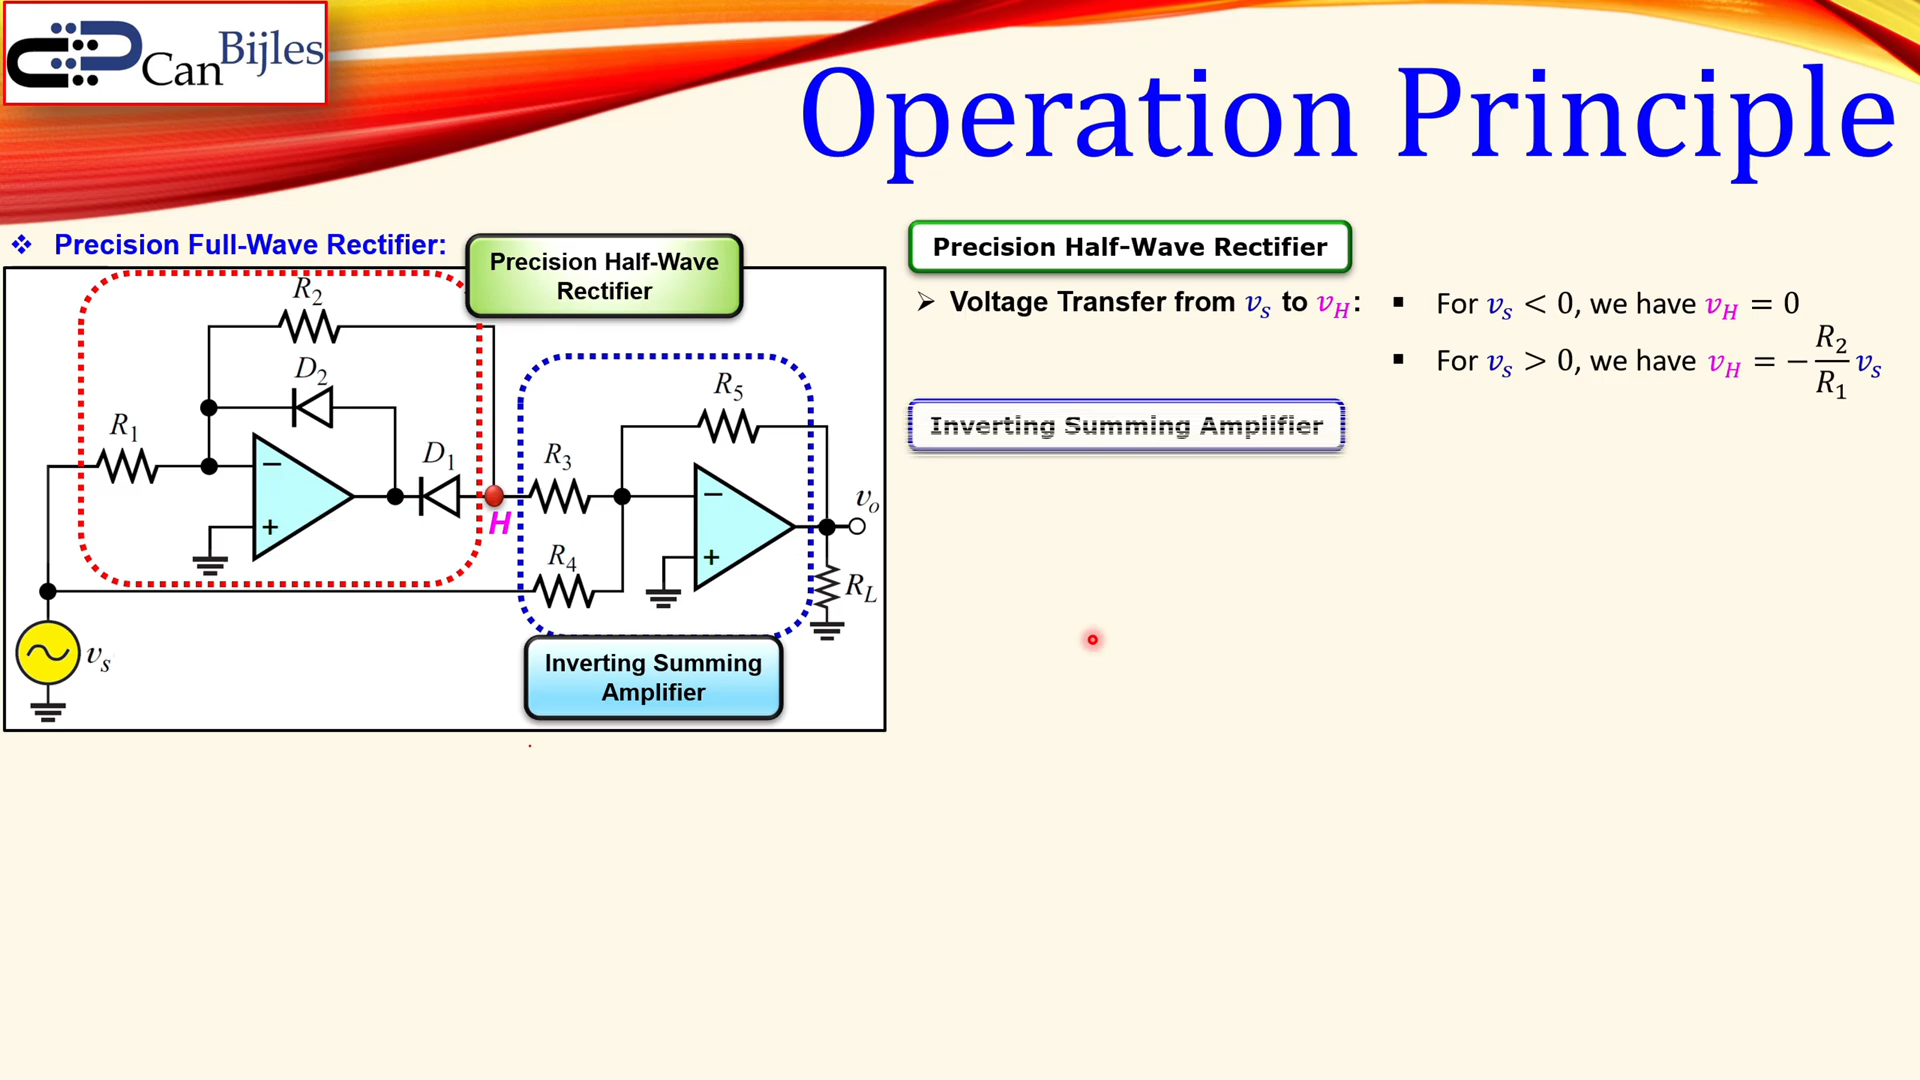 Can Bijles
Operation Principle
❖ Precision Full-Wave Rectifier:
Precision Half-Wave
Rectifier
R2
D2
R1
D1
H
R3
R4
R5
− +
− +
vo
RL
vs
Inverting Summing
Amplifier
Precision Half-Wave Rectifier
➢ Voltage Transfer from vs to vH:
▪ For vs < 0, we have vH = 0
▪ For vs > 0, we have vH = −R2/R1 vs
Inverting Summing Amplifier